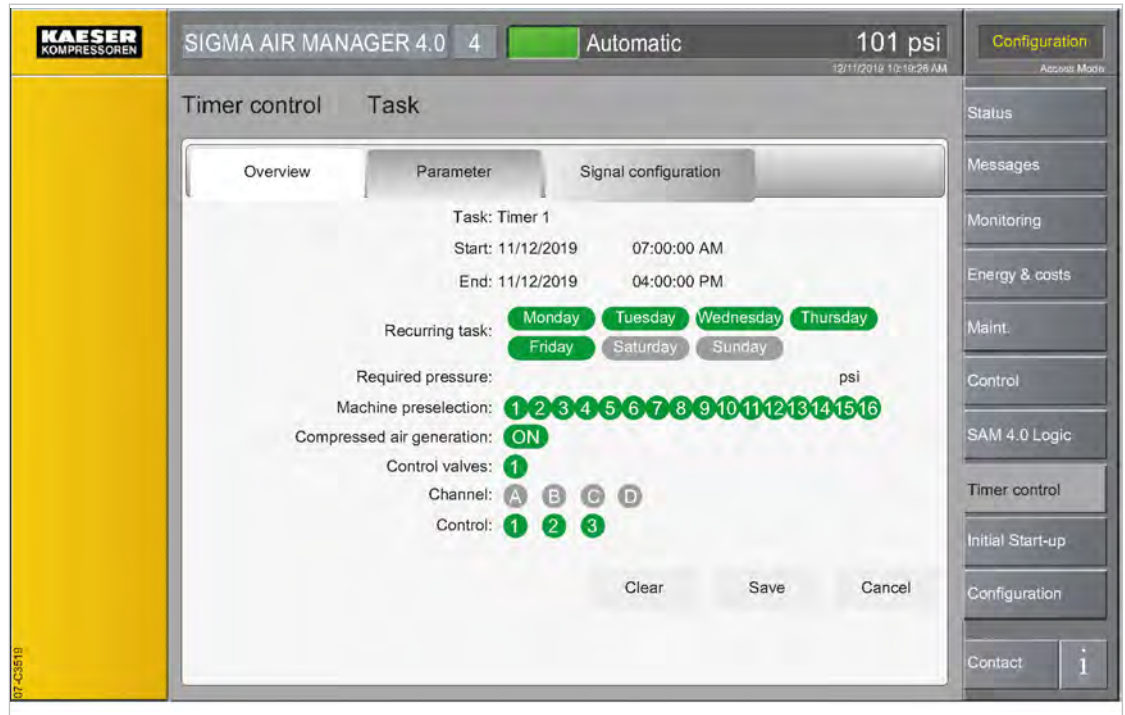 KAESER
KOMPRESSOREN
SIGMA AIR MANAGER 4.0 4 Automatic 101 psi
12/11/2019 10:19:26 AM
Configuration
Access Mode
Timer control Task
Overview Parameter Signal configuration
Task: Timer 1
Start: 11/12/2019 07:00:00 AM
End: 11/12/2019 04:00:00 PM
Recurring task: Monday Tuesday Wednesday Thursday
Friday Saturday Sunday
Required pressure: psi
Machine preselection: 1 2 3 4 5 6 7 8 9 10 11 12 13 14 15 16
Compressed air generation: ON
Control valves: 1
Channel: A B C D
Control: 1 2 3
Clear Save Cancel
Status
Messages
Monitoring
Energy & costs
Maint.
Control
SAM 4.0 Logic
Timer control
Initial Start-up
Configuration
Contact i
07-C3519